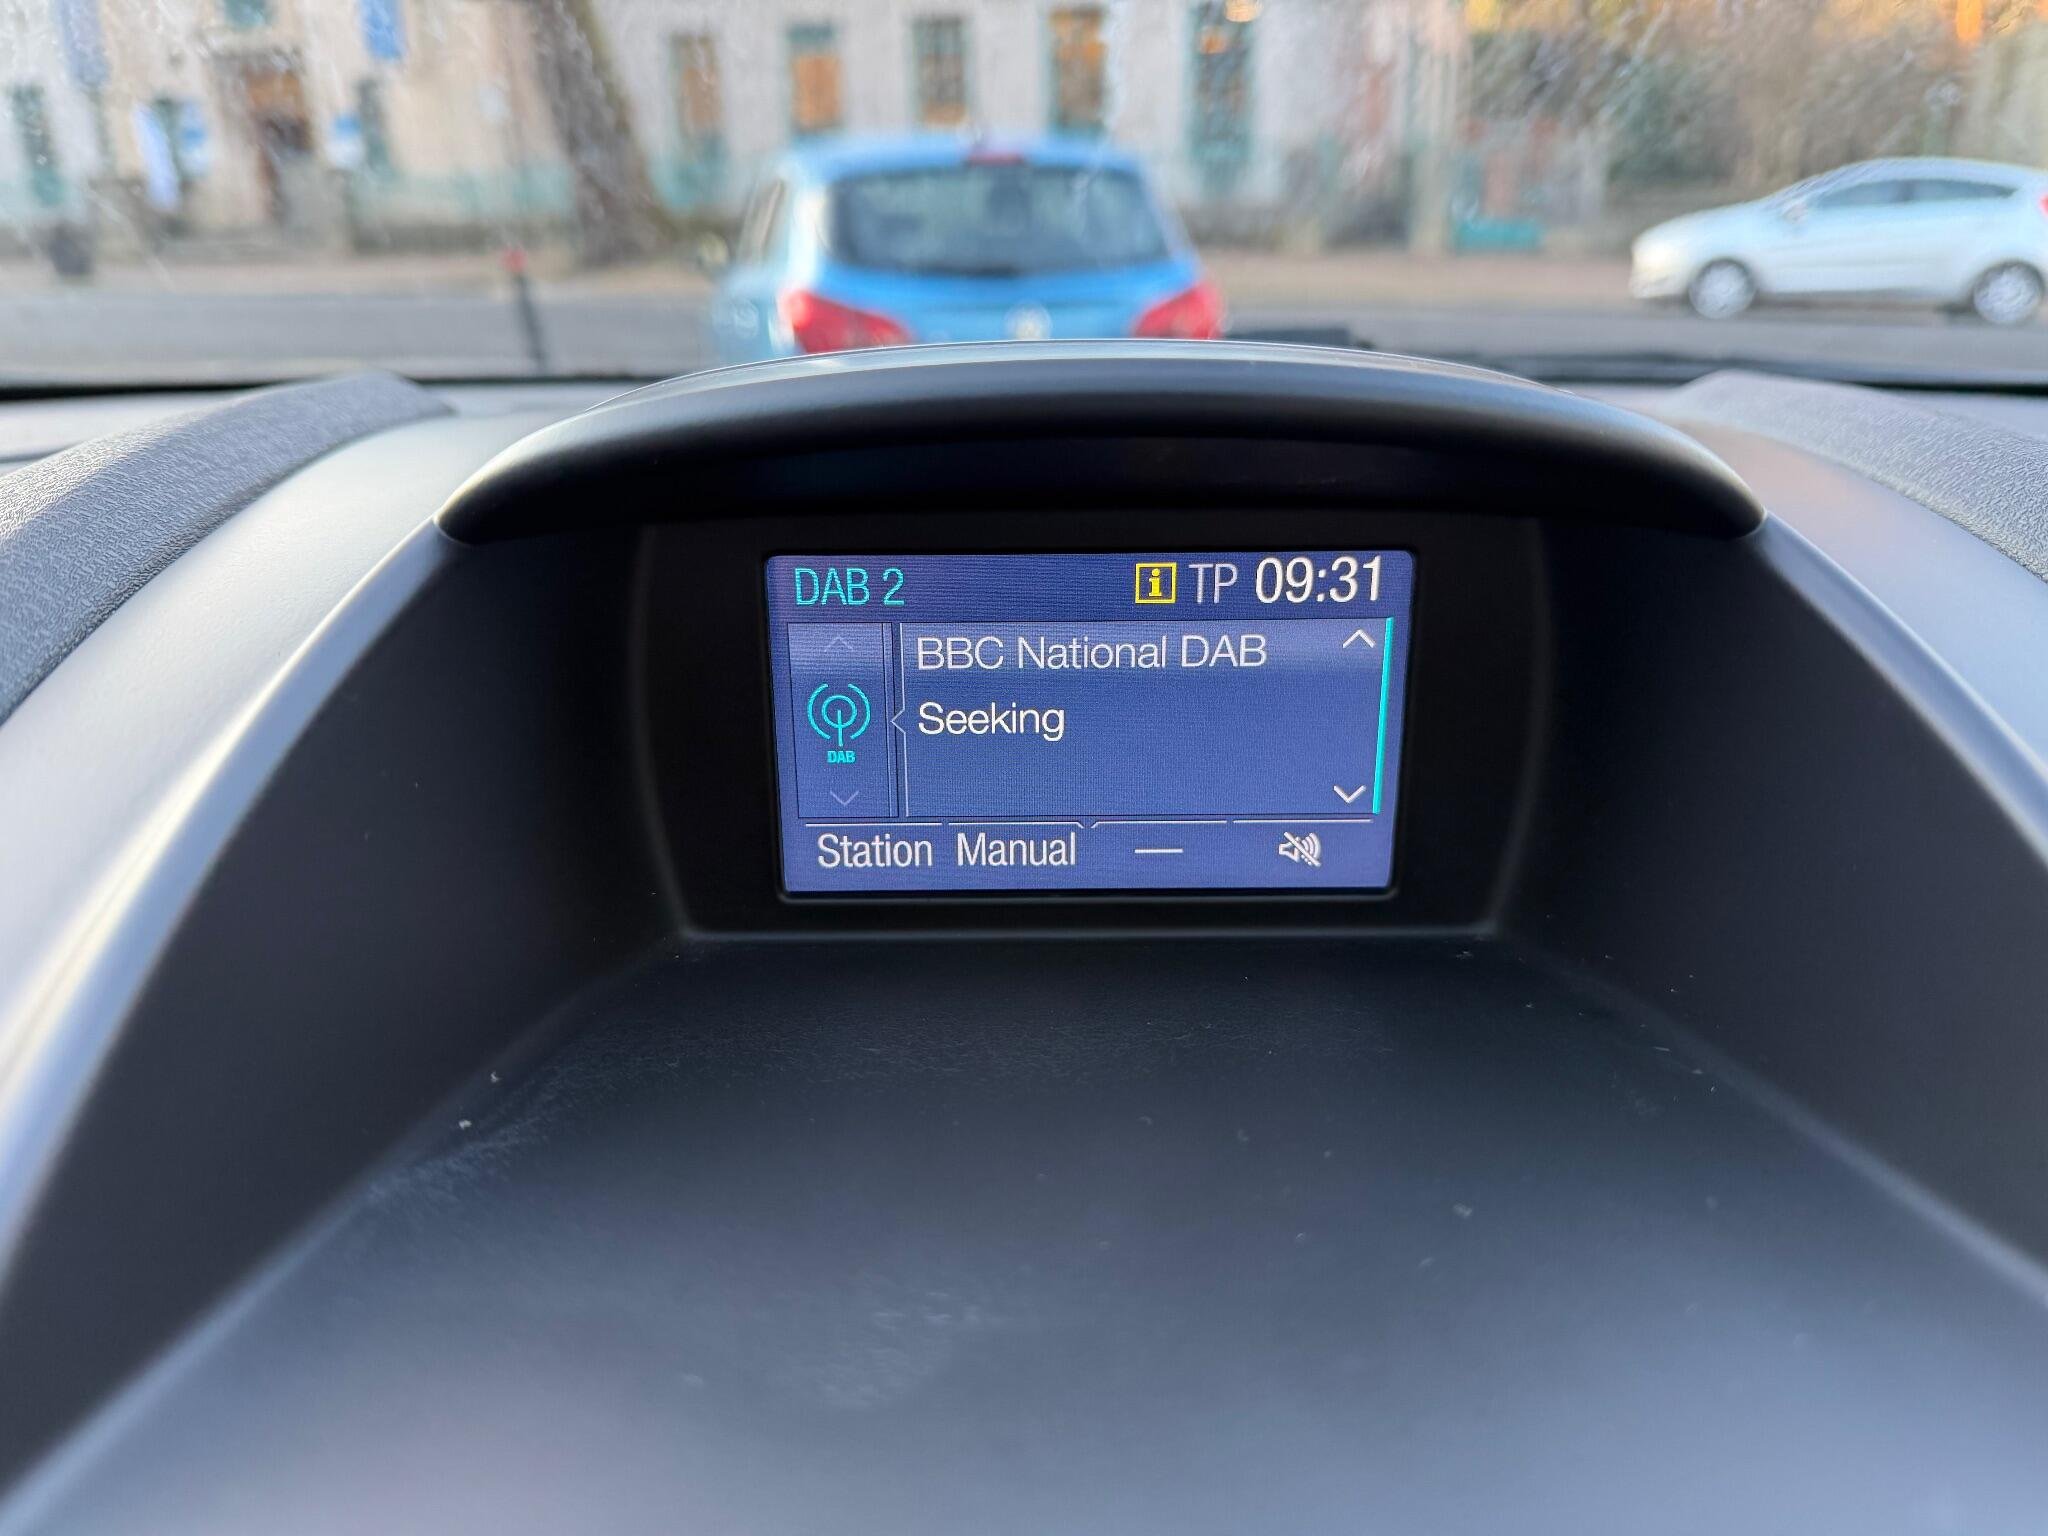 DAB 2 i TP 09:31
BBC National DAB
Seeking
DAB
Station Manual —